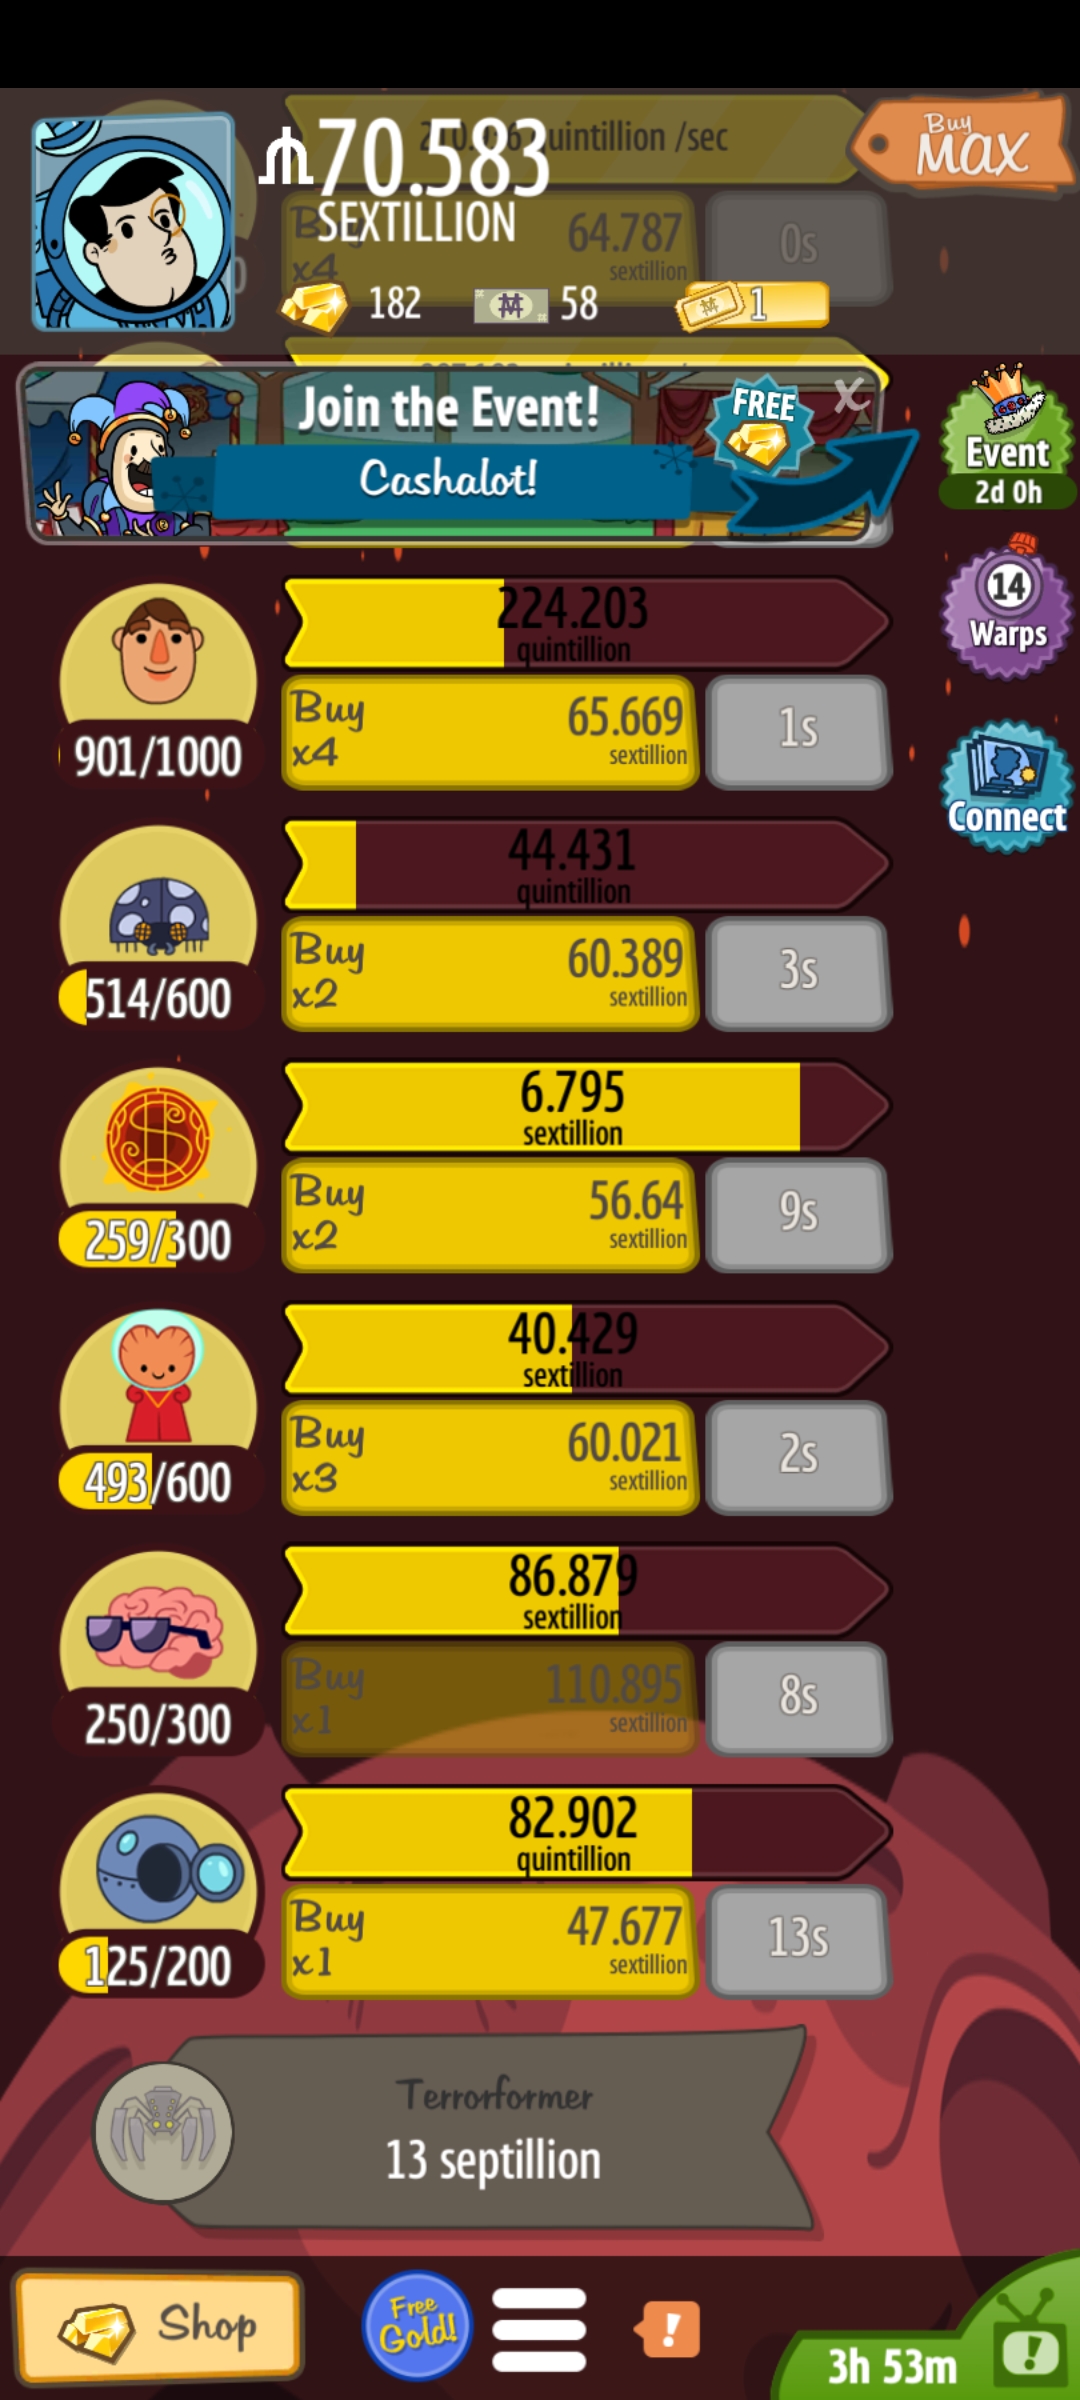 70.583
SEXTILLION
Buy
MAX
quintillion /sec
Buy
x4
64.787
sextillion
0s
182
58
1
Join the Event!
FREE
X
Cashalot!
Event
2d 0h
14
Warps
Connect
224.203
quintillion
901/1000
Buy
x4
65.669
sextillion
1s
44.431
quintillion
514/600
Buy
x2
60.389
sextillion
3s
6.795
sextillion
259/300
Buy
x2
56.64
sextillion
9s
40.429
sextillion
493/600
Buy
x3
60.021
sextillion
2s
86.879
sextillion
250/300
Buy
x1
110.895
sextillion
8s
82.902
quintillion
125/200
Buy
x1
47.677
sextillion
13s
Terrorformer
13 septillion
Shop
Free
Gold!
!
3h 53m
!